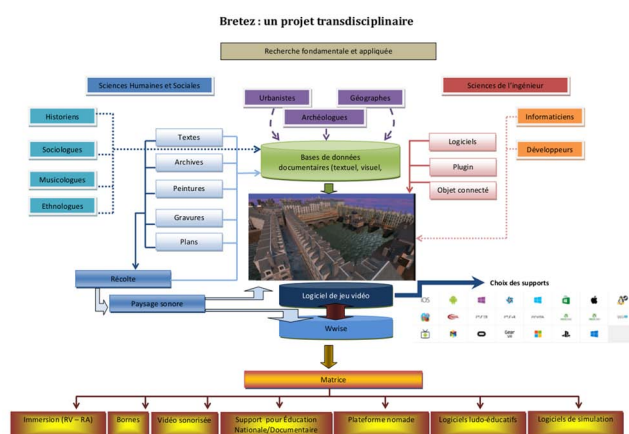 Bretez : un projet transdisciplinaire
Recherche fondamentale et appliquée
Sciences Humaines et Sociales
Sciences de l'ingénieur
Urbanistes
Géographes
Archéologues
Historiens
Sociologues
Musicologues
Ethnologues
Textes
Archives
Peintures
Gravures
Plans
Bases de données
documentaires (textuel, visuel,
Logiciels
Plugin
Objet connecté
Informaticiens
Développeurs
Récolte
Paysage sonore
Logiciel de jeu vidéo
Wwise
Choix des supports
iOS
Matrice
Immersion (RV – RA)
Bornes
Vidéo sonorisée
Support pour Éducation
Nationale/Documentaire
Plateforme nomade
Logiciels ludo-éducatifs
Logiciels de simulation